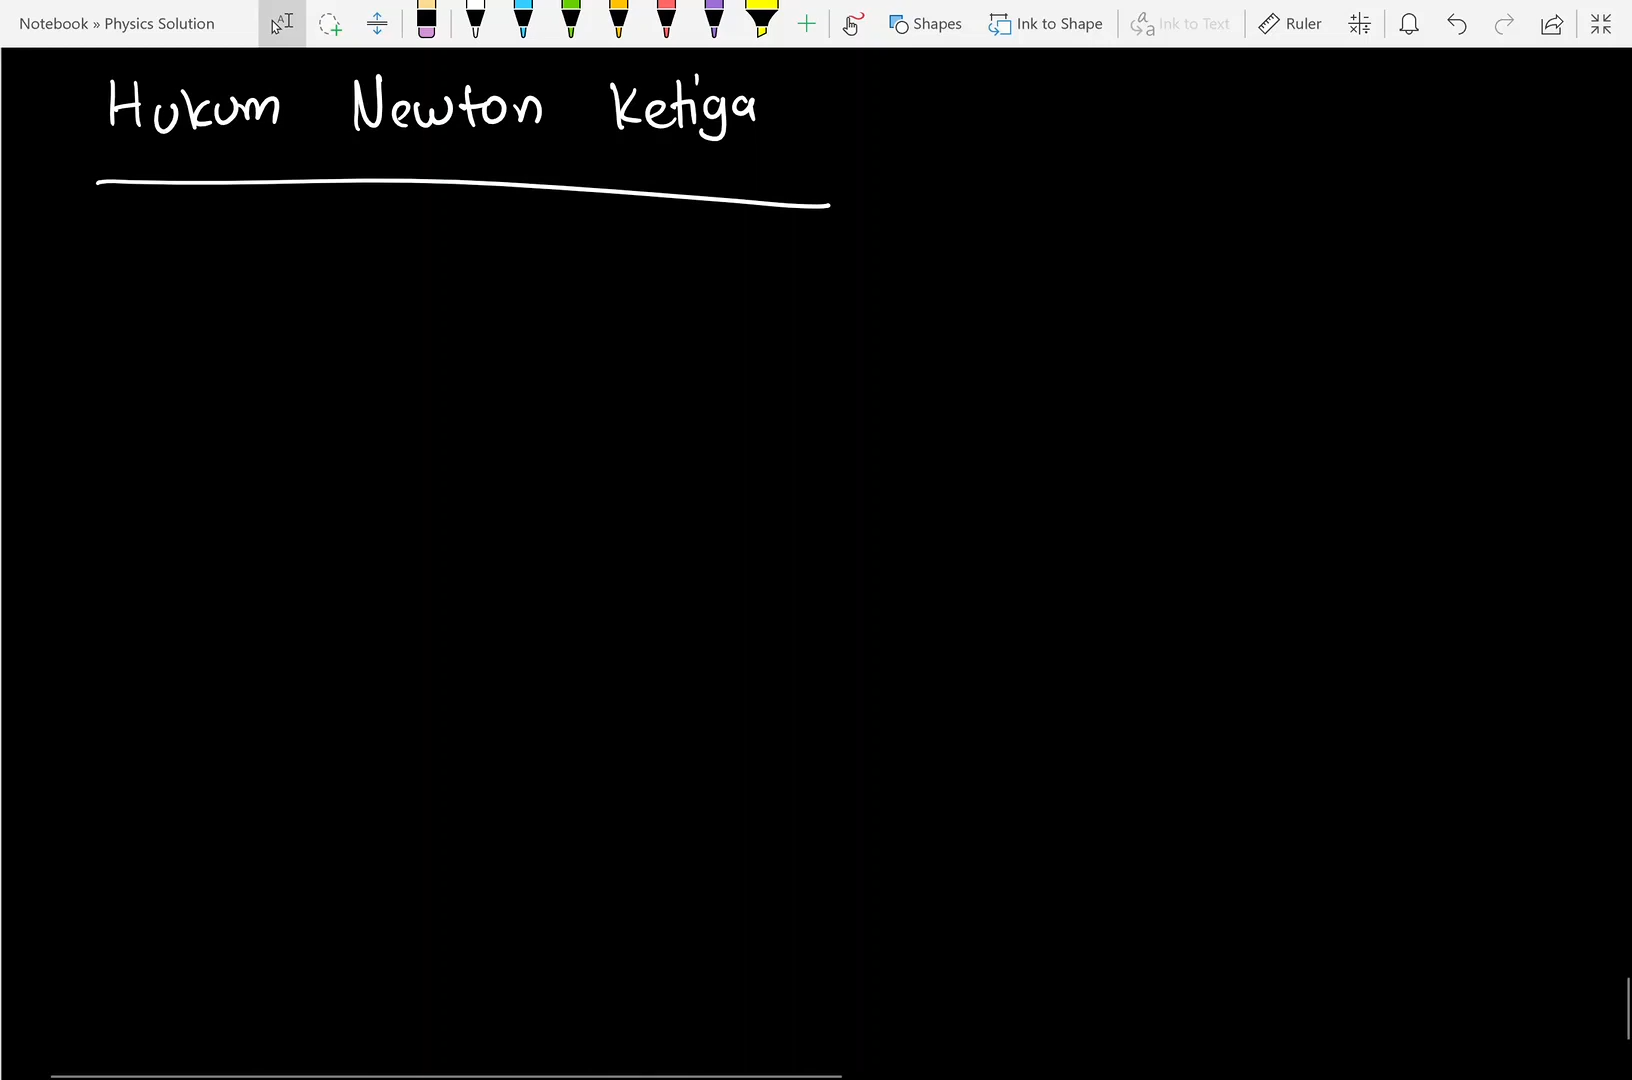 Notebook » Physics Solution Shapes Ink to Shape Ink to Text Ruler
Hukum Newton Ketiga